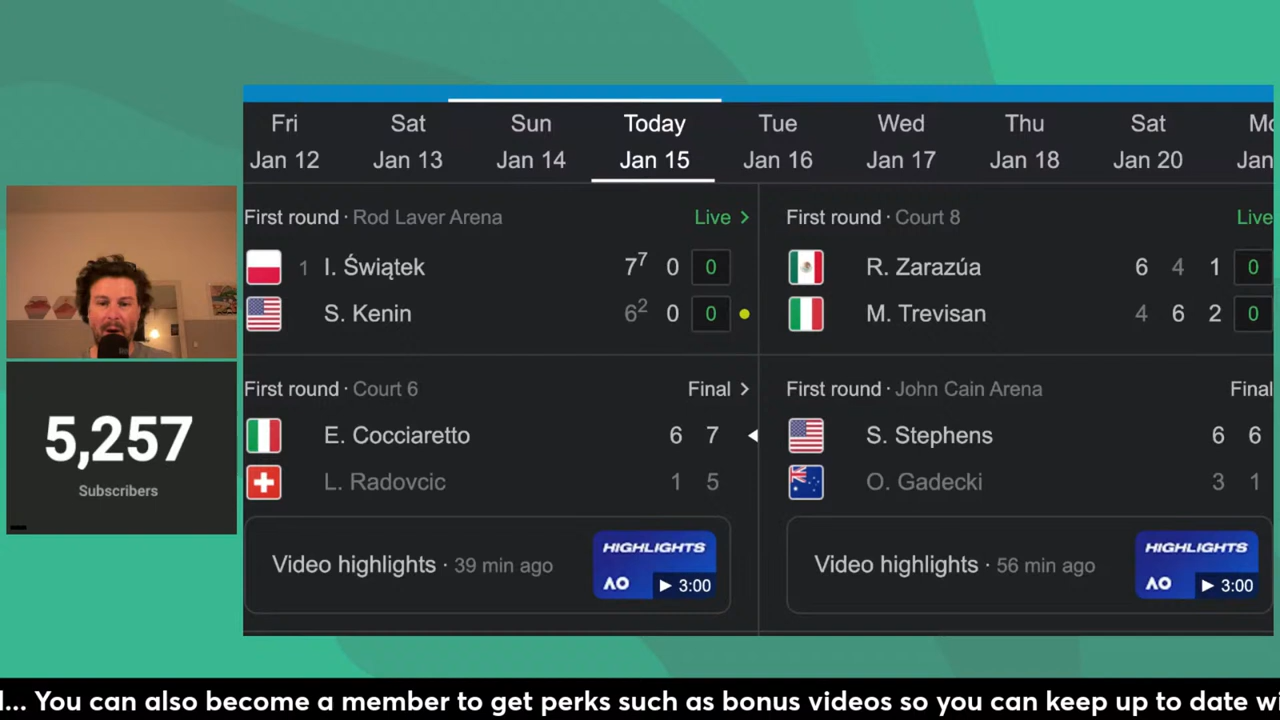 Fri Sat Sun Today Tue Wed Thu Sat Mo
Jan 12 Jan 13 Jan 14 Jan 15 Jan 16 Jan 17 Jan 18 Jan 20 Jan
First round · Rod Laver Arena Live >
1 I. Świątek 7⁷ 0 0
S. Kenin 6² 0 0
First round · Court 8 Live
R. Zarazúa 6 4 1 0
M. Trevisan 4 6 2 0
First round · Court 6 Final >
E. Cocciaretto 6 7
L. Radovcic 1 5
Video highlights · 39 min ago
HIGHLIGHTS
AO 3:00
First round · John Cain Arena Final
S. Stephens 6 6
O. Gadecki 3 1
Video highlights · 56 min ago
HIGHLIGHTS
AO 3:00
5,257
Subscribers
... You can also become a member to get perks such as bonus videos so you can keep up to date wi